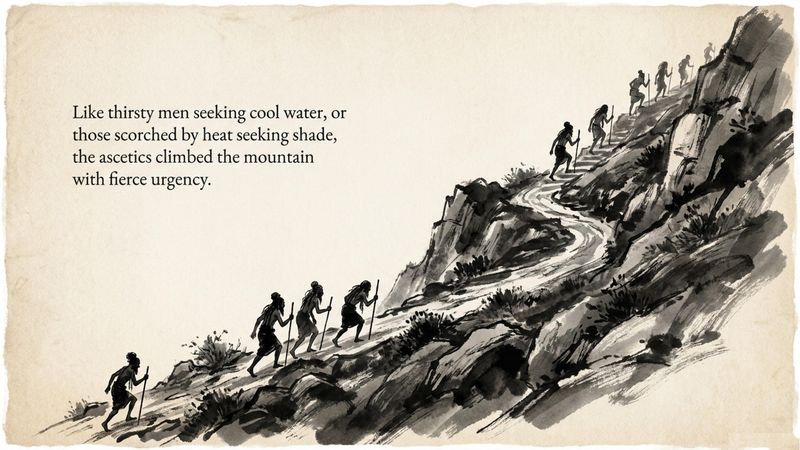 Like thirsty men seeking cool water, or
those scorched by heat seeking shade,
the ascetics climbed the mountain
with fierce urgency.